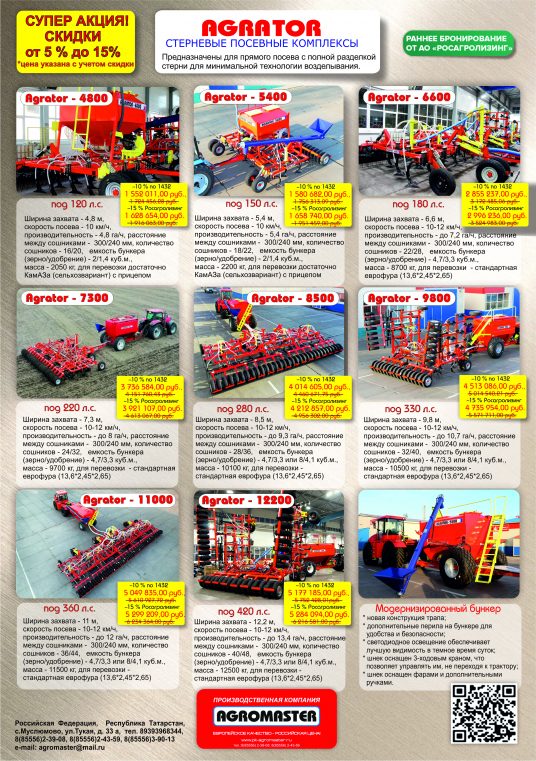 СУПЕР АКЦИЯ!
СКИДКИ
от 5 % до 15%
*цена указана с учетом скидки
AGRATOR
СТЕРНЕВЫЕ ПОСЕВНЫЕ КОМПЛЕКСЫ
Предназначены для прямого посева с полной разделкой
стерни для минимальной технологии возделывания.
РАННЕЕ БРОНИРОВАНИЕ
ОТ АО «РОСАГРОЛИЗИНГ»
Agrator - 4800
-10 % по 1432
1 552 011,00 руб.
-15 % Росагролизинг
1 628 654,00 руб.
под 120 л.с.
Ширина захвата - 4,8 м,
скорость посева - 10 км/ч,
производительность - 4,8 га/ч, расстояние
между сошниками - 300/240 мм, количество
сошников - 16/20, емкость бункера
(зерно/удобрение) - 2/1,4 куб.м.,
масса - 2050 кг, для перевозки достаточно
КамАЗа (сельхозвариант) с прицепом
Agrator - 5400
-10 % по 1432
1 580 682,00 руб.
-15 % Росагролизинг
1 658 740,00 руб.
под 150 л.с.
Ширина захвата - 5,4 м,
скорость посева - 10 км/ч,
производительность - 5,4 га/ч, расстояние
между сошниками - 300/240 мм, количество
сошников - 18/22, емкость бункера
(зерно/удобрение) - 2/1,4 куб.м.,
масса - 2200 кг, для перевозки достаточно
КамАЗа (сельхозвариант) с прицепом
Agrator - 6600
-10 % по 1432
2 855 237,00 руб.
-15 % Росагролизинг
2 996 236,00 руб.
под 180 л.с.
Ширина захвата - 6,6 м,
скорость посева - 10-12 км/ч,
производительность - до 7,2 га/ч, расстояние
между сошниками - 300/240 мм, количество
сошников - 22/28, емкость бункера
(зерно/удобрение) - 2/1,4 куб.м.,
масса - 8700 кг, для перевозки - стандартная
еврофура (13,6*2,45*2,65)
Agrator - 7300
-10 % по 1432
3 736 584,00 руб.
-15 % Росагролизинг
3 921 107,00 руб.
под 220 л.с.
Ширина захвата - 7,3 м,
скорость посева - 10-12 км/ч,
производительность - до 8 га/ч, расстояние
между сошниками - 300/240 мм, количество
сошников - 24/32, емкость бункера
(зерно/удобрение) - 4,7/3,3 или 8/4,1 куб.м.,
масса - 9700 кг, для перевозки - стандартная
еврофура (13,6*2,45*2,65)
Agrator - 8500
-10 % по 1432
4 014 605,00 руб.
-15 % Росагролизинг
4 212 857,00 руб.
под 280 л.с.
Ширина захвата - 8,5 м,
скорость посева - 10-12 км/ч,
производительность - до 9,3 га/ч, расстояние
между сошниками - 300/240 мм, количество
сошников - 28/36, емкость бункера
(зерно/удобрение) - 4,7/3,3 или 8/4,1 куб.м.,
масса - 10100 кг, для перевозки -
стандартная еврофура (13,6*2,45*2,65)
Agrator - 9800
-10 % по 1432
4 513 086,00 руб.
-15 % Росагролизинг
4 735 954,00 руб.
под 330 л.с.
Ширина захвата - 9,8 м,
скорость посева - 10-12 км/ч,
производительность - до 10,7 га/ч, расстояние
между сошниками - 300/240 мм, количество
сошников - 32/40, емкость бункера
(зерно/удобрение) - 4,7/3,3 или 8/4,1 куб.м.,
масса - 10500 кг, для перевозки - стандартная
еврофура (13,6*2,45*2,65)
Agrator - 11000
-10 % по 1432
5 049 835,00 руб.
-15 % Росагролизинг
5 299 209,00 руб.
под 360 л.с.
Ширина захвата - 11 м,
скорость посева - 10-12 км/ч,
производительность - до 12 га/ч, расстояние
между сошниками - 300/240 мм, количество
сошников - 36/44, емкость бункера
(зерно/удобрение) - 4,7/3,3 или 8/4,1 куб.м.,
масса - 11500 кг, для перевозки -
стандартная еврофура (13,6*2,45*2,65)
Agrator - 12200
-10 % по 1432
5 177 185,00 руб.
-15 % Росагролизинг
5 284 094,00 руб.
под 420 л.с.
Ширина захвата - 12,2 м,
скорость посева - 10-12 км/ч,
производительность - до 13,4 га/ч, расстояние
между сошниками - 300/240 мм, количество
сошников - 40/48, емкость бункера
(зерно/удобрение) - 4,7/3,3 или 8/4,1 куб.м.,
масса - 12500 кг, для перевозки -
стандартная еврофура (13,6*2,45*2,65)
Модернизированный бункер
* новая конструкция трапа;
* дополнительные перила на бункере для
удобства и безопасности;
* светодиодное освещение обеспечивает
лучшую видимость в темное время суток;
* шнек оснащен 3-ходовым краном, что
позволяет управлять им, не переходя к трактору;
* шнек оснащен фарами и дополнительными
ручками.
Российская Федерация, Республика Татарстан,
с.Муслюмово, ул.Тукая, д. 33 а, тел. 89393968344,
8(85556)2-39-08, 8(85556)2-43-59, 8(85556)3-90-13
e-mail: agromaster@mail.ru
ПРОИЗВОДСТВЕННАЯ КОМПАНИЯ
AGROMASTER
ЕВРОПЕЙСКОЕ КАЧЕСТВО - РОССИЙСКАЯ ЦЕНА!
www.pk-agromaster.ru
тел. 8(85556) 2-39-08, 8(85556) 2-43-59